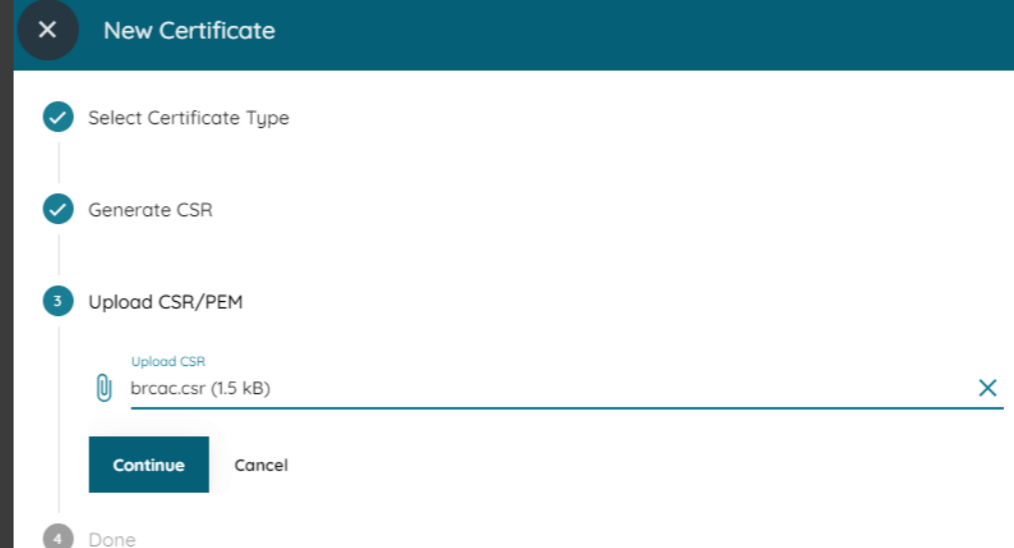 New Certificate
Select Certificate Type
Generate CSR
3 Upload CSR/PEM
Upload CSR
brcac.csr (1.5 kB)
Continue Cancel
4 Done